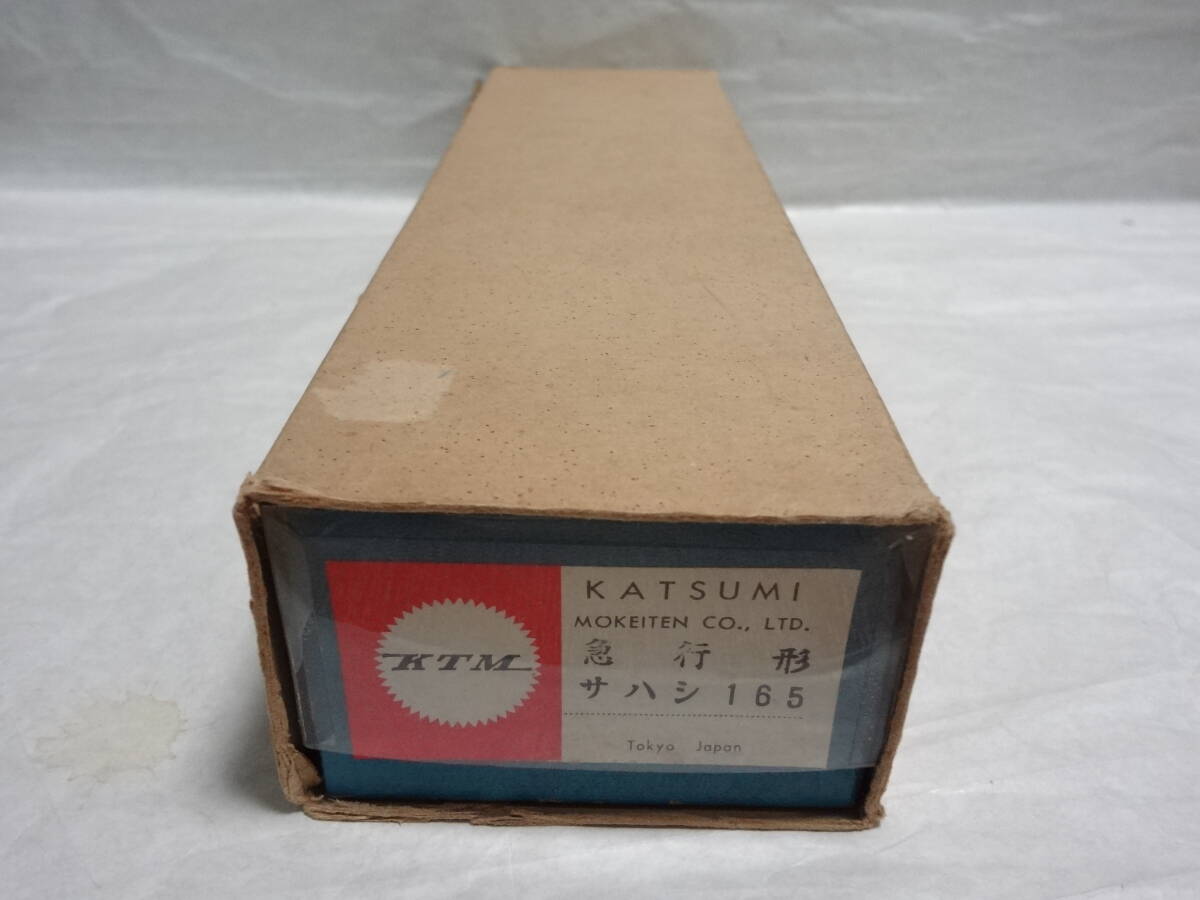 KTM
KATSUMI
MOKEITEN CO., LTD.
急行形
サハシ165
Tokyo Japan